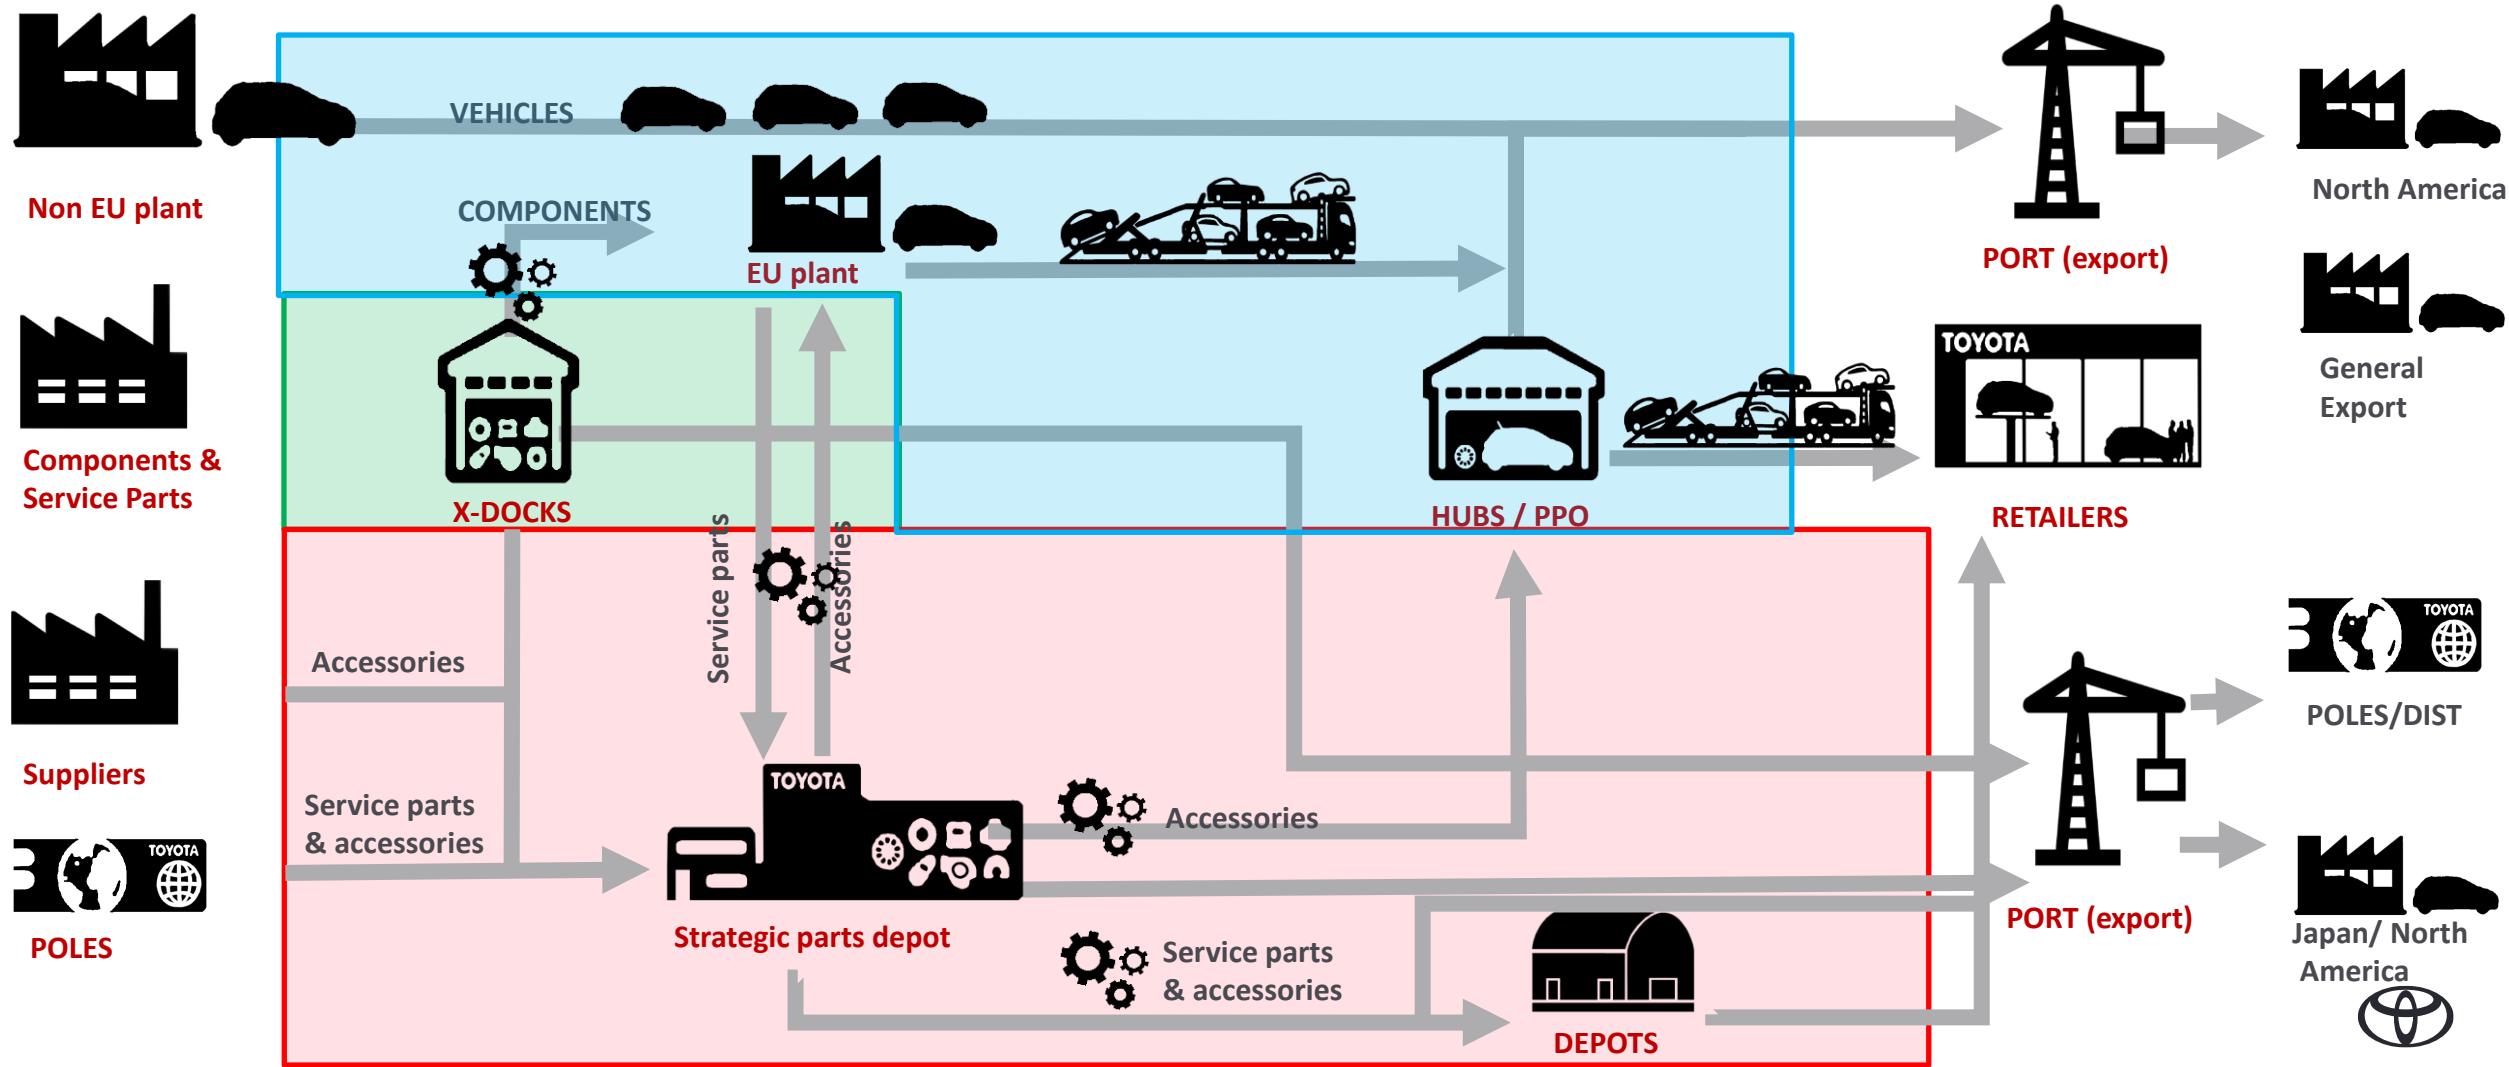 VEHICLES
Non EU plant
COMPONENTS
North America
PORT (export)
EU plant
General
Export
TOYOTA
Components &
Service Parts
X-DOCKS
HUBS / PPO
RETAILERS
Service parts
Accessories
TOYOTA
Accessories
POLES/DIST
Suppliers
TOYOTA
Service parts
& accessories
Accessories
TOYOTA
POLES
Strategic parts depot
PORT (export)
Service parts
& accessories
Japan/ North
America
DEPOTS